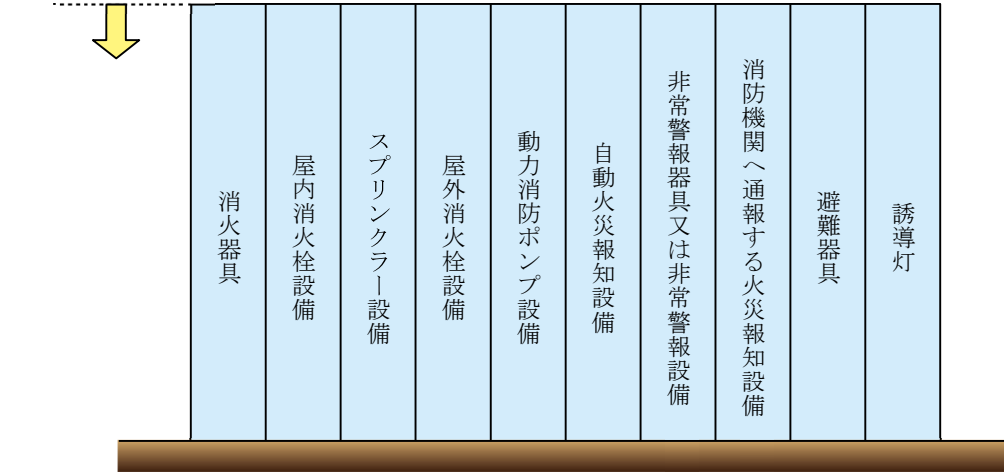 消火器具
屋内消火栓設備
スプリンクラー設備
屋外消火栓設備
動力消防ポンプ設備
自動火災報知設備
非常警報器具又は非常警報設備
消防機関へ通報する火災報知設備
避難器具
誘導灯